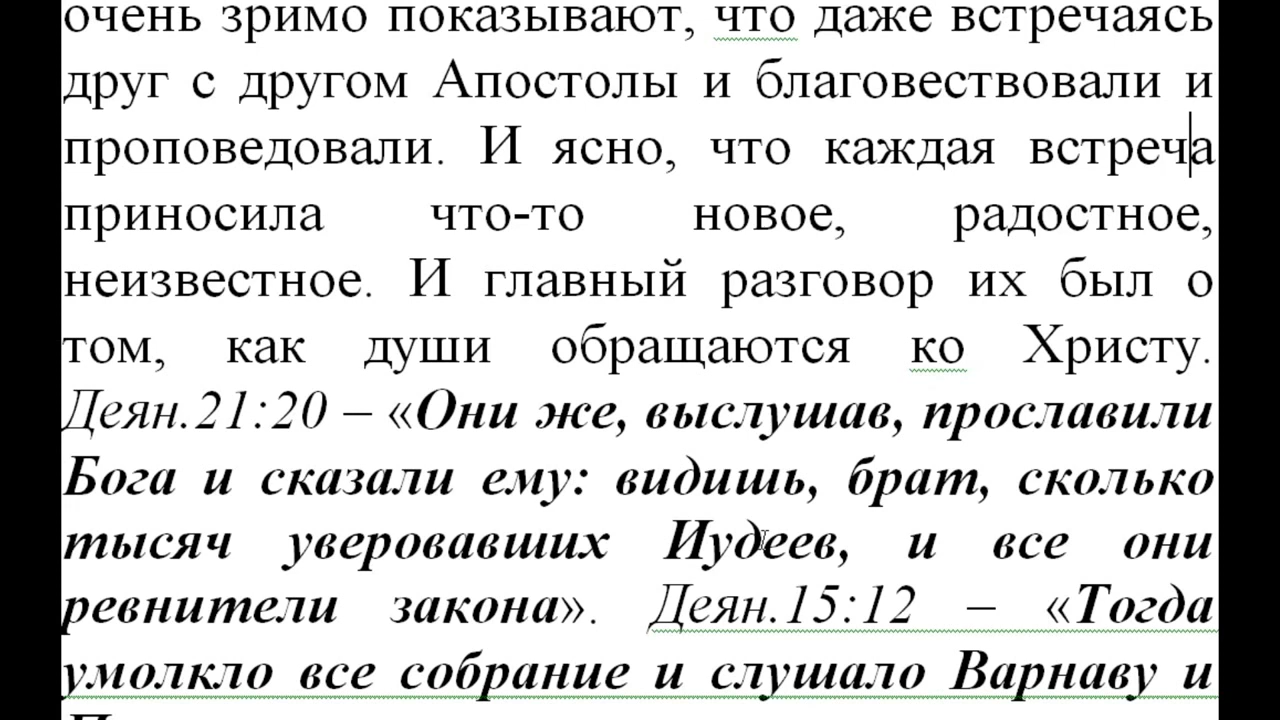 очень зримо показывают, что даже встречаясь
друг с другом Апостолы и благовествовали и
проповедовали. И ясно, что каждая встреча
приносила что-то новое, радостное,
неизвестное. И главный разговор их был о
том, как души обращаются ко Христу.
Деян.21:20 – «Они же, выслушав, прославили
Бога и сказали ему: видишь, брат, сколько
тысяч уверовавших Иудеев, и все они
ревнители закона». Деян.15:12 – «Тогда
умолкло все собрание и слушало Варнаву и